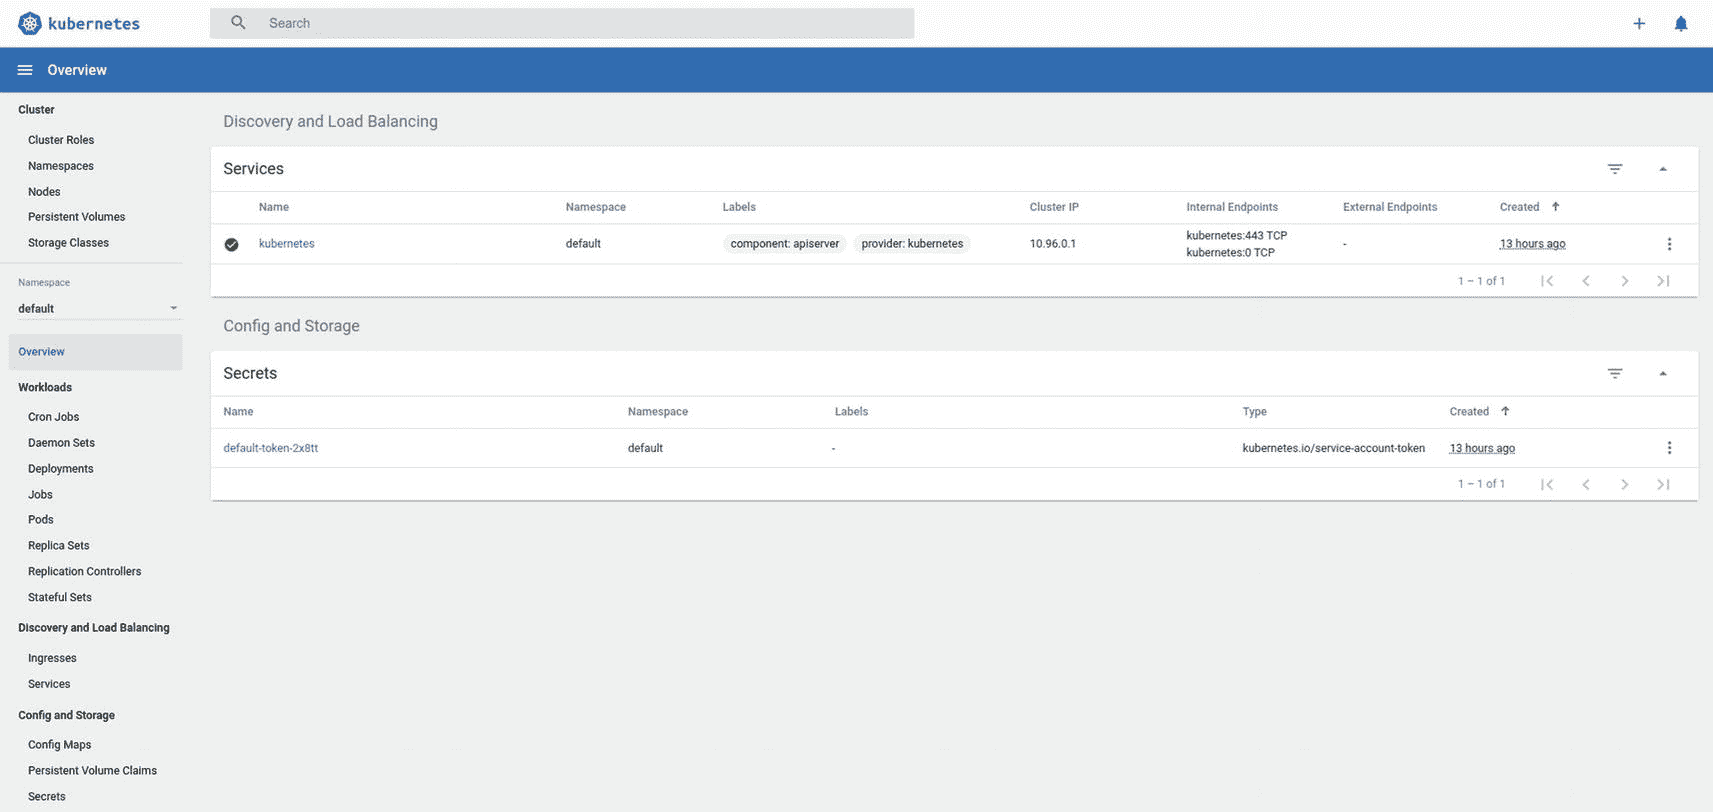 kubernetes
Search
Overview
Cluster
Cluster Roles
Namespaces
Nodes
Persistent Volumes
Storage Classes
Namespace
default
Overview
Workloads
Cron Jobs
Daemon Sets
Deployments
Jobs
Pods
Replica Sets
Replication Controllers
Stateful Sets
Discovery and Load Balancing
Ingresses
Services
Config and Storage
Config Maps
Persistent Volume Claims
Secrets
Discovery and Load Balancing
Services
Name Namespace Labels Cluster IP Internal Endpoints External Endpoints Created
kubernetes default component: apiserver provider: kubernetes 10.96.0.1 kubernetes:443 TCP - 13 hours ago
kubernetes:0 TCP
1 – 1 of 1
Config and Storage
Secrets
Name Namespace Labels Type Created
default-token-2x8tt default - kubernetes.io/service-account-token 13 hours ago
1 – 1 of 1